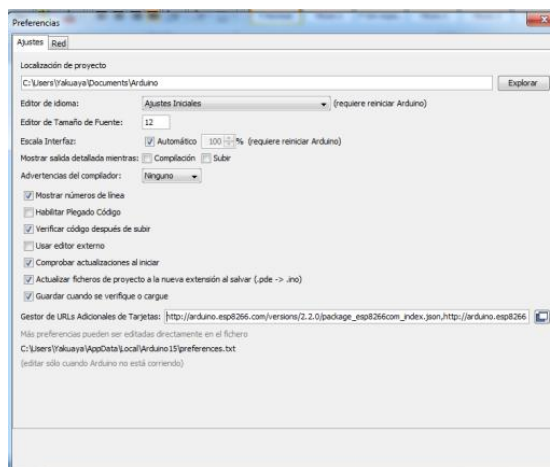 Preferencias
Ajustes Red
Localización de proyecto
C:\Users\Yakuaya\Documents\Arduino Explorar
Editor de idioma: Ajustes Iniciales (requiere reiniciar Arduino)
Editor de Tamaño de Fuente: 12
Escala Interfaz: Automático 100 % (requiere reiniciar Arduino)
Mostrar salida detallada mientras: Compilación Subir
Advertencias del compilador: Ninguno
Mostrar números de línea
Habilitar Plegado Código
Verificar código después de subir
Usar editor externo
Comprobar actualizaciones al iniciar
Actualizar ficheros de proyecto a la nueva extensión al salvar (.pde -> .ino)
Guardar cuando se verifique o cargue
Gestor de URLs Adicionales de Tarjetas: http://arduino.esp8266.com/versions/2.2.0/package_esp8266com_index.json,http://arduino.esp8266
Más preferencias pueden ser editadas directamente en el fichero
C:\Users\Yakuaya\AppData\Local\Arduino15\preferences.txt
(editar sólo cuando Arduino no está corriendo)